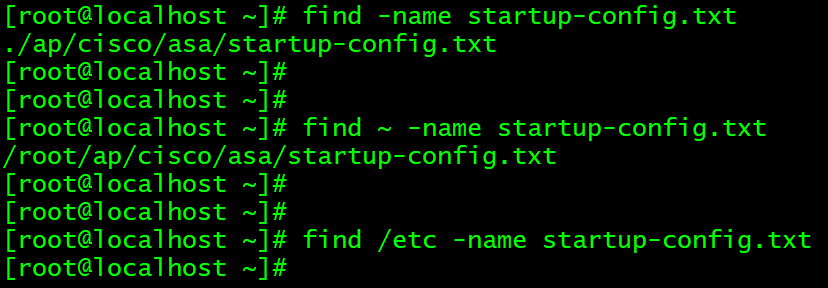 [root@localhost ~]# find -name startup-config.txt
./ap/cisco/asa/startup-config.txt
[root@localhost ~]#
[root@localhost ~]#
[root@localhost ~]# find ~ -name startup-config.txt
/root/ap/cisco/asa/startup-config.txt
[root@localhost ~]#
[root@localhost ~]#
[root@localhost ~]# find /etc -name startup-config.txt
[root@localhost ~]#